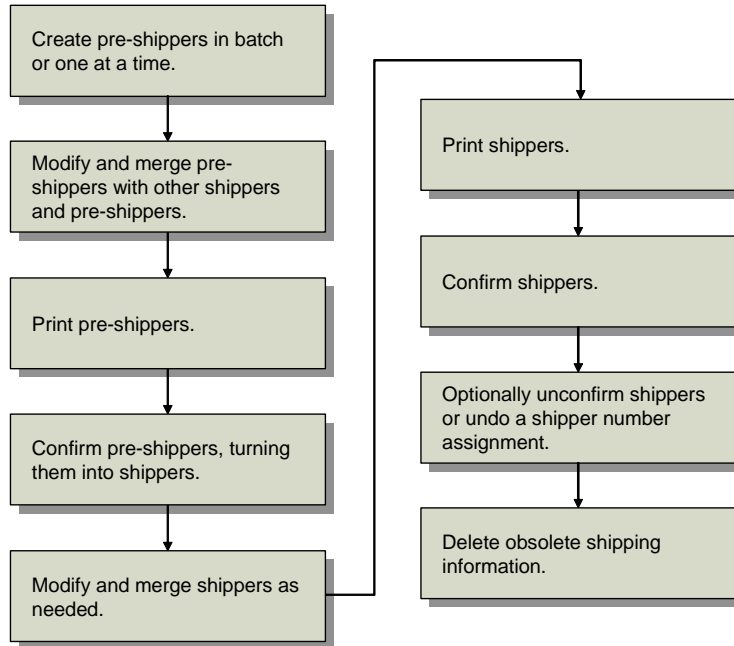 Create pre-shippers in batch
or one at a time.
Modify and merge pre-
shippers with other shippers
and pre-shippers.
Print pre-shippers.
Confirm pre-shippers, turning
them into shippers.
Modify and merge shippers as
needed.
Print shippers.
Confirm shippers.
Optionally unconfirm shippers
or undo a shipper number
assignment.
Delete obsolete shipping
information.